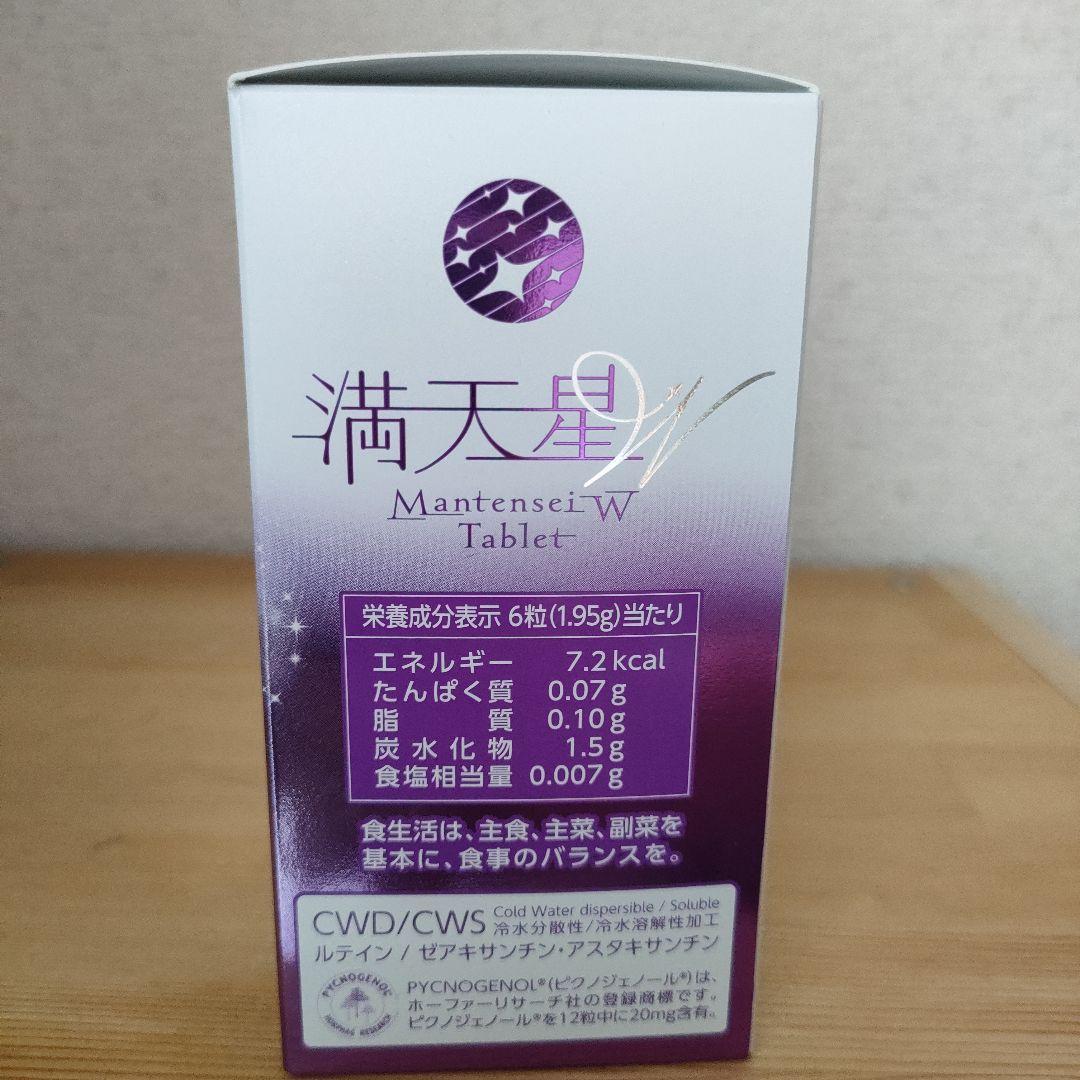 満天星W
Mantensei W
Tablet
栄養成分表示 6粒(1.95g)当たり
エネルギー 7.2kcal
たんぱく質 0.07g
脂質 0.10g
炭水化物 1.5g
食塩相当量 0.007g
食生活は、主食、主菜、副菜を
基本に、食事のバランスを。
CWD/CWS Cold Water dispersible / Soluble
冷水分散性/冷水溶解性加工
ルテイン / ゼアキサンチン・アスタキサンチン
PYCNOGENOL®
HORPHAG RESEARCH
PYCNOGENOL®(ピクノジェノール®)は、
ホーファーリサーチ社の登録商標です。
ピクノジェノール®を12粒中に20mg含有。